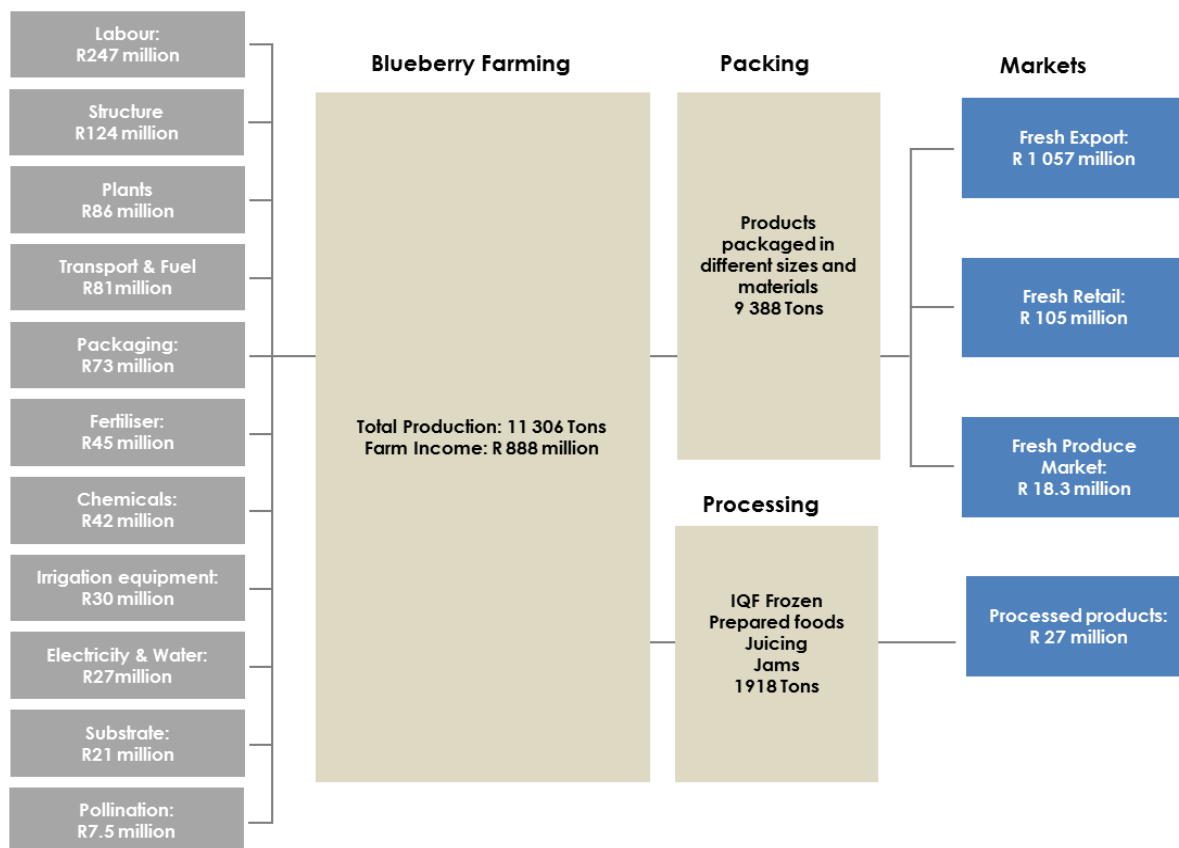 Labour:
R247 million
Structure
R124 million
Plants
R86 million
Transport & Fuel
R81million
Packaging:
R73 million
Fertiliser:
R45 million
Chemicals:
R42 million
Irrigation equipment:
R30 million
Electricity & Water:
R27million
Substrate:
R21 million
Pollination:
R7.5 million
Blueberry Farming
Total Production: 11 306 Tons
Farm Income: R 888 million
Packing
Products
packaged in
different sizes and
materials
9 388 Tons
Processing
IQF Frozen
Prepared foods
Juicing
Jams
1918 Tons
Markets
Fresh Export:
R 1 057 million
Fresh Retail:
R 105 million
Fresh Produce
Market:
R 18.3 million
Processed products:
R 27 million